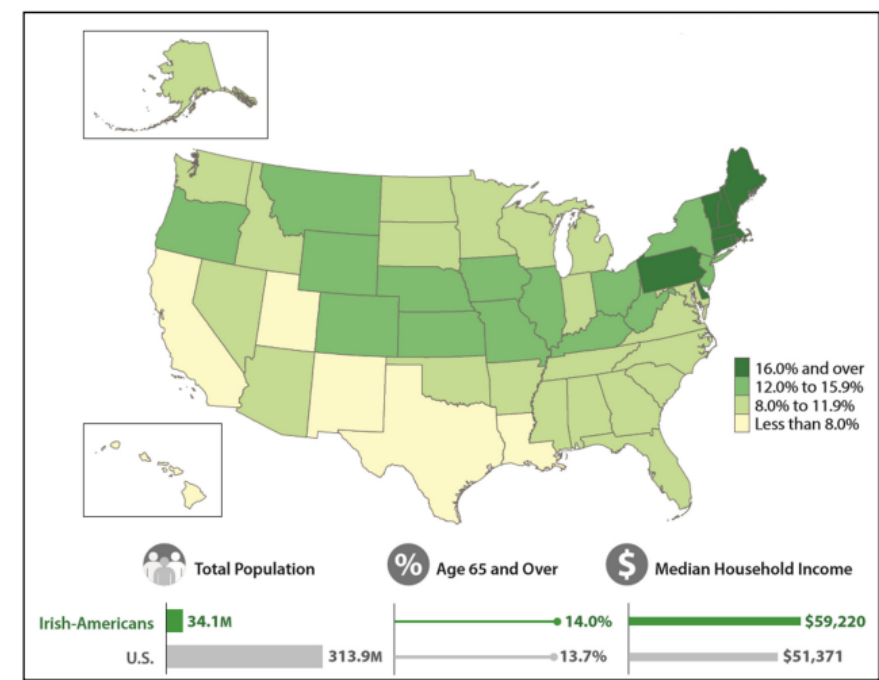 16.0% and over
12.0% to 15.9%
8.0% to 11.9%
Less than 8.0%
Total Population
% Age 65 and Over
$ Median Household Income
Irish-Americans 34.1M 14.0% $59,220
U.S. 313.9M 13.7% $51,371